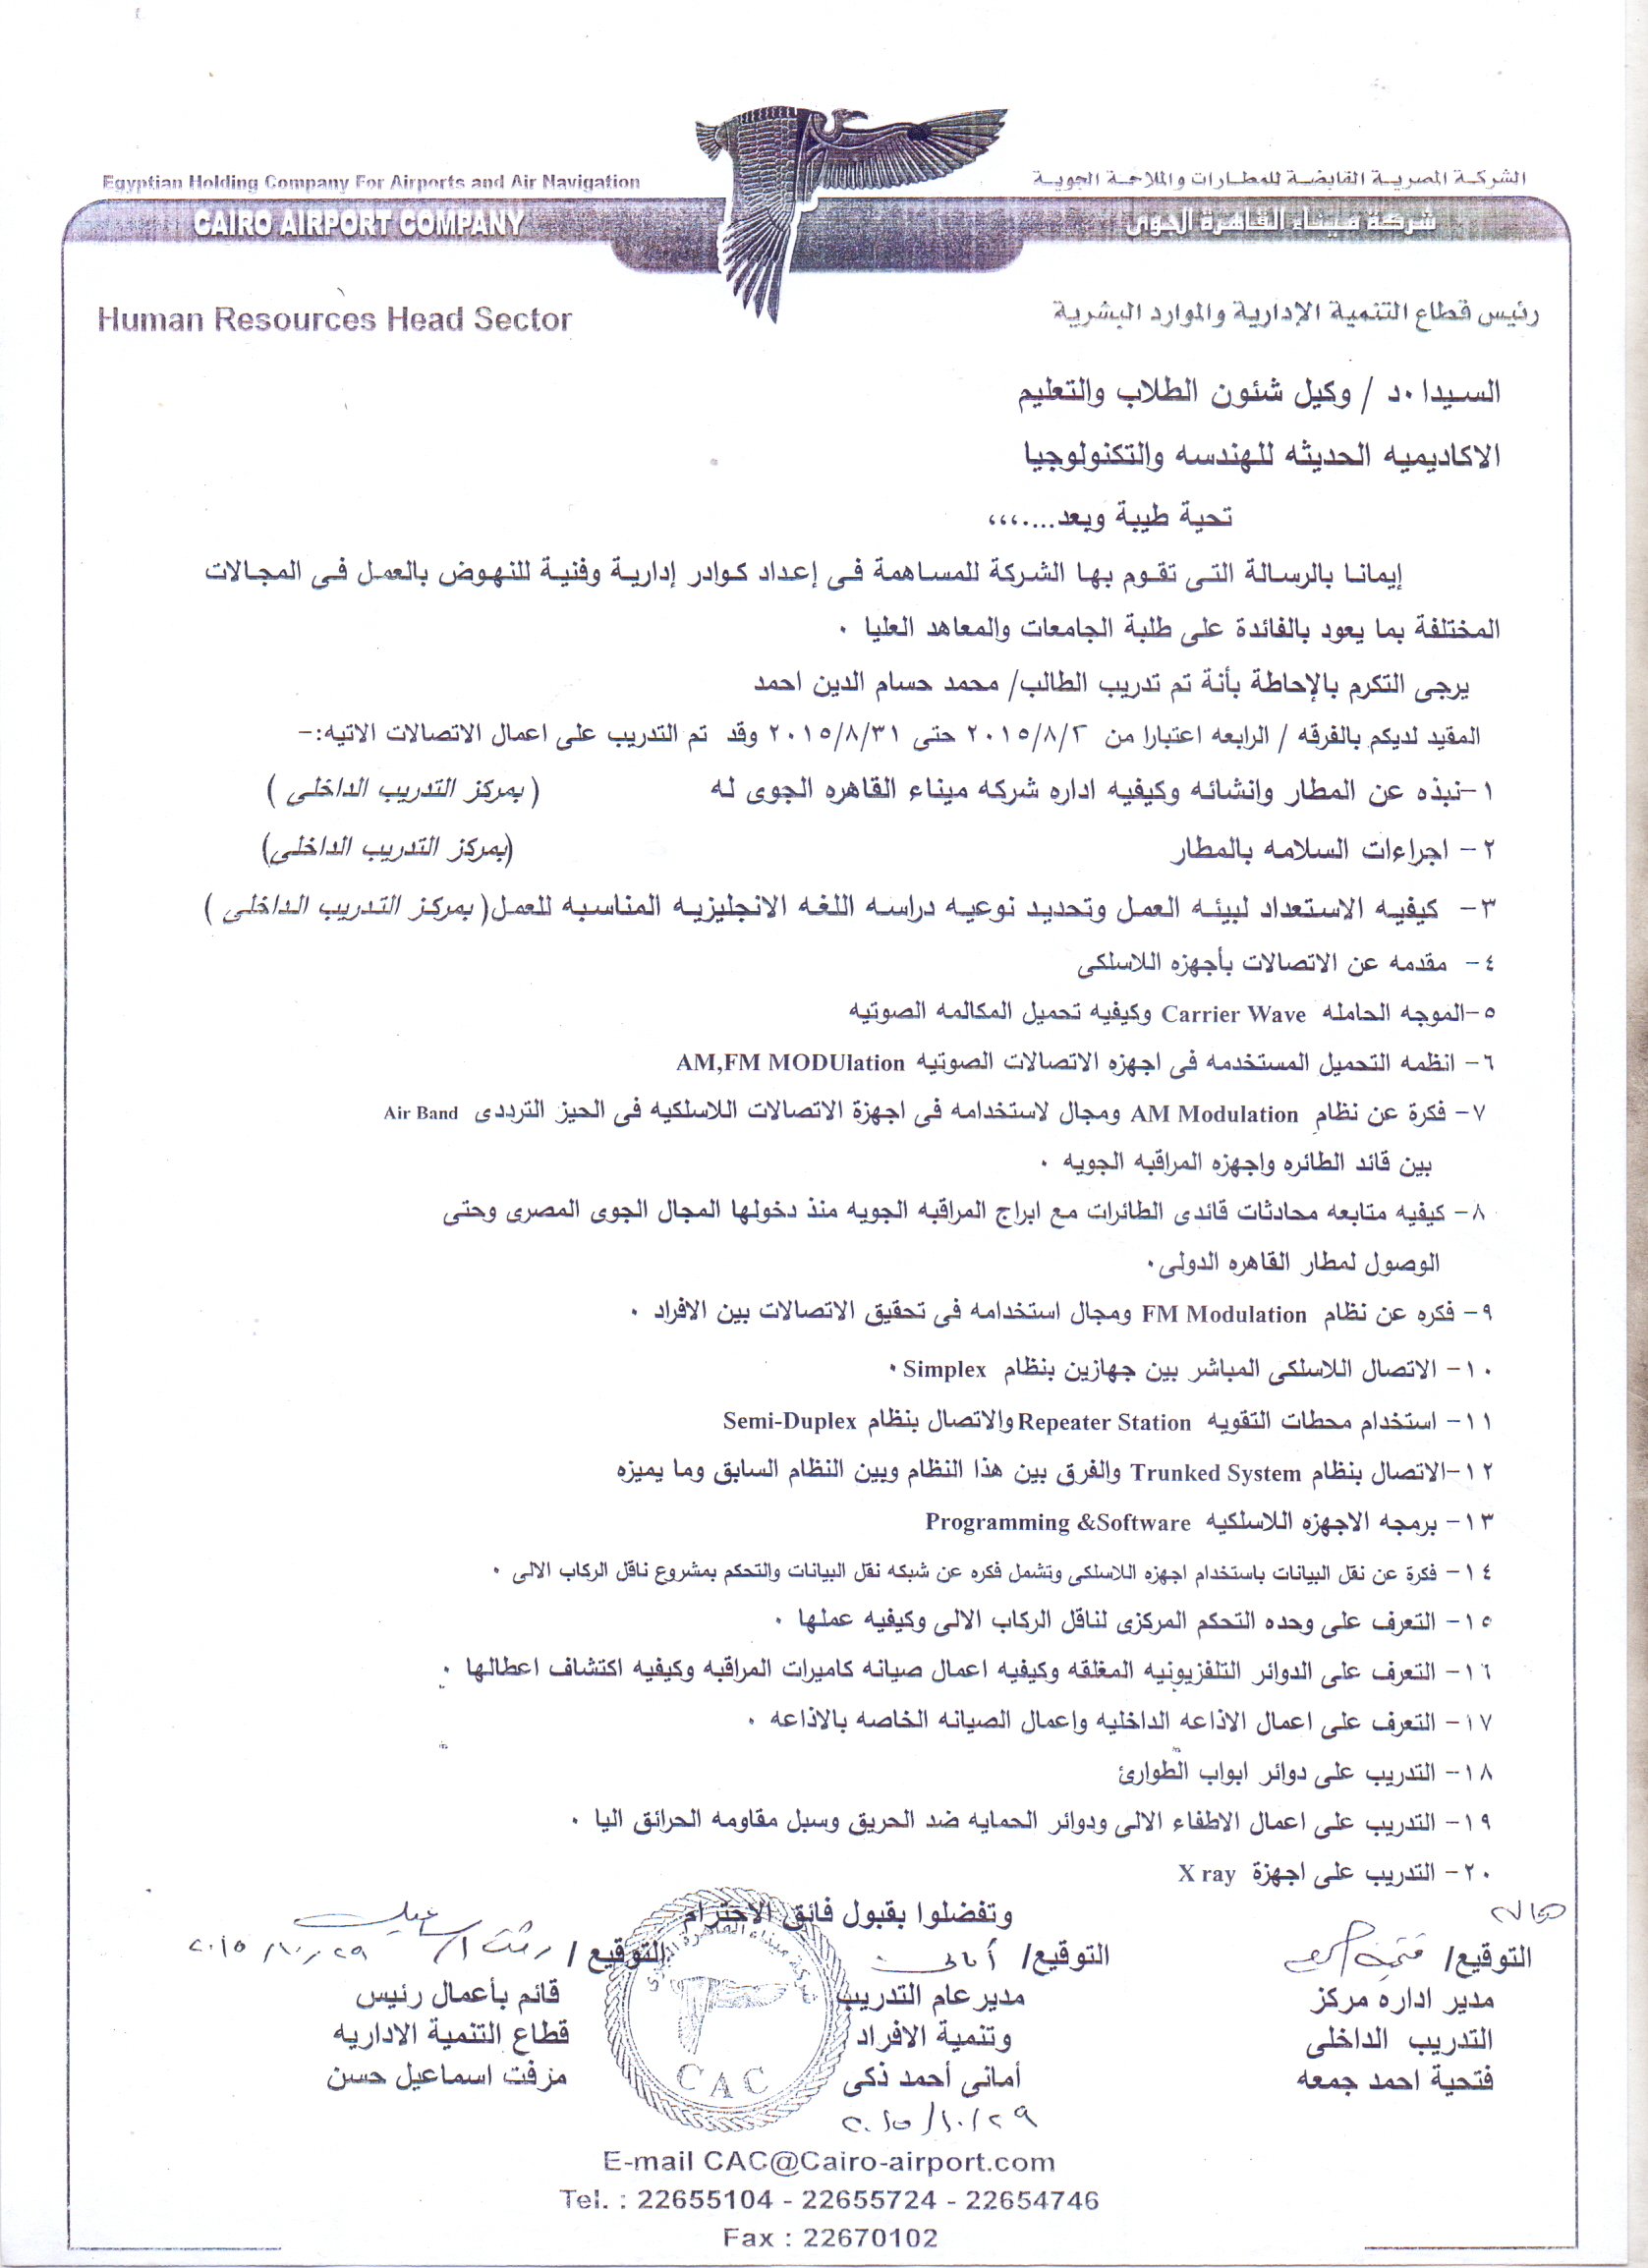 Egyptian Holding Company For Airports and Air Navigation
الشركة المصرية القابضة للمطارات والملاحة الجوية
CAIRO AIRPORT COMPANY
شركة ميناء القاهرة الجوى
Human Resources Head Sector
رئيس قطاع التنمية الإدارية والموارد البشرية
السيدا ٠د / وكيل شئون الطلاب والتعليم
الاكاديميه الحديثه للهندسه والتكنولوجيا
تحية طيبة وبعد....،،،
إيمانا بالرسالة التى تقوم بها الشركة للمساهمة فى إعداد كوادر إدارية وفنية للنهوض بالعمل فى المجالات
المختلفة بما يعود بالفائدة على طلبة الجامعات والمعاهد العليا ٠
يرجى التكرم بالإحاطة بأنة تم تدريب الطالب/ محمد حسام الدين احمد
المقيد لديكم بالفرقه / الرابعه اعتبارا من ٢٠١٥/٨/٢ حتى ٢٠١٥/٨/٣١ وقد تم التدريب على اعمال الاتصالات الاتيه:-
١-نبذه عن المطار وانشائه وكيفيه اداره شركه ميناء القاهره الجوى له ( بمركز التدريب الداخلى )
٢- اجراءات السلامه بالمطار (بمركز التدريب الداخلى)
٣- كيفيه الاستعداد لبيئه العمل وتحديد نوعيه دراسه اللغه الانجليزيه المناسبه للعمل( بمركز التدريب الداخلى )
٤- مقدمه عن الاتصالات بأجهزه اللاسلكى
٥-الموجه الحامله Carrier Wave وكيفيه تحميل المكالمه الصوتيه
٦- انظمه التحميل المستخدمه فى اجهزه الاتصالات الصوتيه AM,FM MODUlation
٧- فكرة عن نظام AM Modulation ومجال لاستخدامه فى اجهزة الاتصالات اللاسلكيه فى الحيز الترددى Air Band
بين قائد الطائره واجهزه المراقبه الجويه ٠
٨- كيفيه متابعه محادثات قائدى الطائرات مع ابراج المراقبه الجويه منذ دخولها المجال الجوى المصرى وحتى
الوصول لمطار القاهره الدولى٠
٩- فكره عن نظام FM Modulation ومجال استخدامه فى تحقيق الاتصالات بين الافراد ٠
١٠- الاتصال اللاسلكى المباشر بين جهازين بنظام Simplex ٠
١١- استخدام محطات التقويه Repeater Station والاتصال بنظام Semi-Duplex
١٢-الاتصال بنظام Trunked System والفرق بين هذا النظام وبين النظام السابق وما يميزه
١٣- برمجه الاجهزه اللاسلكيه Programming &Software
١٤- فكرة عن نقل البيانات باستخدام اجهزه اللاسلكى وتشمل فكره عن شبكه نقل البيانات والتحكم بمشروع ناقل الركاب الالى ٠
١٥- التعرف على وحده التحكم المركزى لناقل الركاب الالى وكيفيه عملها ٠
١٦- التعرف على الدوائر التلفزيونيه المغلقه وكيفيه اعمال صيانه كاميرات المراقبه وكيفيه اكتشاف اعطالها ٠
١٧- التعرف على اعمال الاذاعه الداخليه واعمال الصيانه الخاصه بالاذاعه ٠
١٨- التدريب على دوائر ابواب الطوارئ
١٩- التدريب على اعمال الاطفاء الالى ودوائر الحمايه ضد الحريق وسبل مقاومه الحرائق اليا ٠
٢٠- التدريب على اجهزة X ray
وتفضلوا بقبول فائق الاحترام
التوقيع/ التوقيع/ أمانى التوقيع/ ٢٠١٥/١٠/٢٩
مدير اداره مركز مدير عام التدريب قائم بأعمال رئيس
التدريب الداخلى وتنمية الافراد قطاع التنمية الاداريه
فتحية احمد جمعه أمانى أحمد ذكى مزفت اسماعيل حسن
٢٠١٥/١٠/٢٩
CAC
E-mail CAC@Cairo-airport.com
Tel. : 22655104 - 22655724 - 22654746
Fax : 22670102